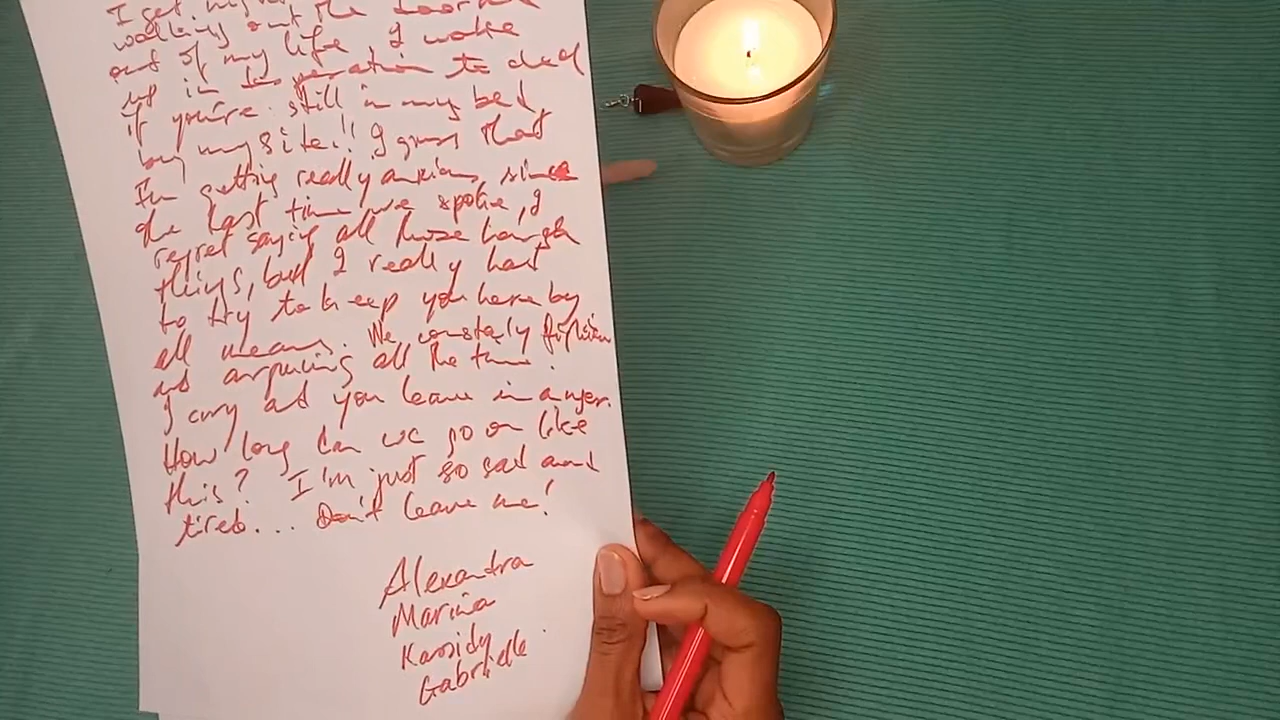 I get
walking out the door and
out of my life, I wake
up in desperation to check
if you're still in my bed
by my site!! I guess that
I'm getting really anxious since
the last time we spoke, I
regret saying all those harsh
things, but I really had
to try to keep you here by
all means. We constantly
and arguing all the time.
I cry and you leave in anger.
How long can we go on like
this? I'm just so sad and
tired... Don't leave me!
Alexandra
Marina
Kassidy
Gabrielle